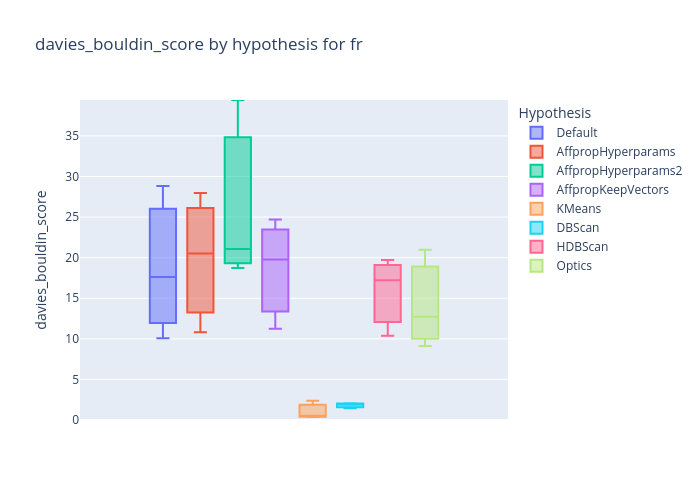 davies_bouldin_score by hypothesis for fr
Hypothesis
Default
AffpropHyperparams
AffpropHyperparams2
AffpropKeepVectors
KMeans
DBScan
HDBScan
Optics
davies_bouldin_score
35
30
25
20
15
10
5
0